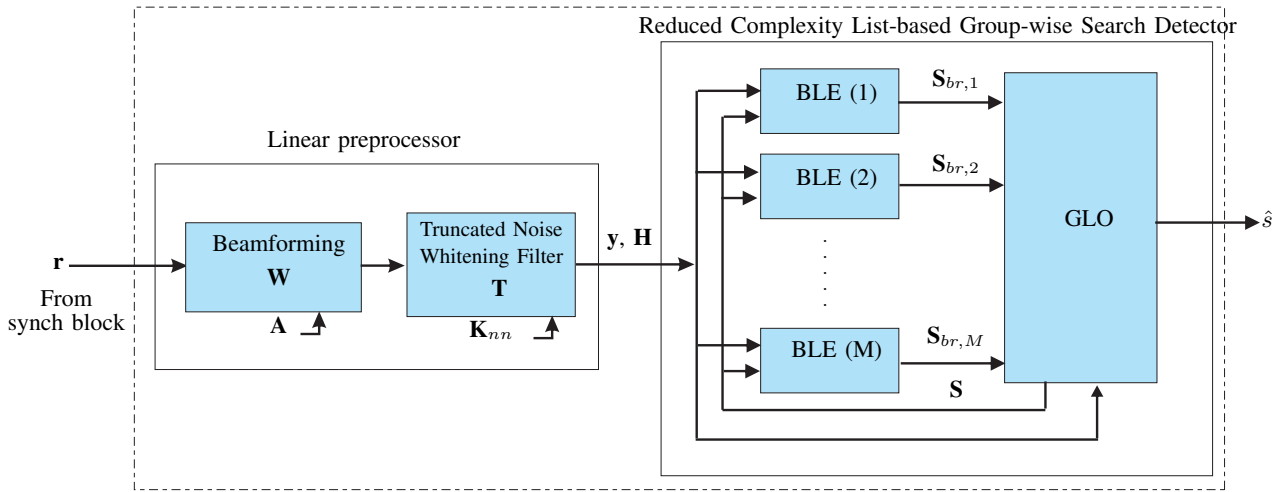 Reduced Complexity List-based Group-wise Search Detector
Linear preprocessor
r
From
synch block
Beamforming
W
A
Truncated Noise
Whitening Filter
T
K_{nn}
y, H
BLE (1)
S_{br,1}
BLE (2)
S_{br,2}
BLE (M)
S_{br,M}
S
GLO
ŝ